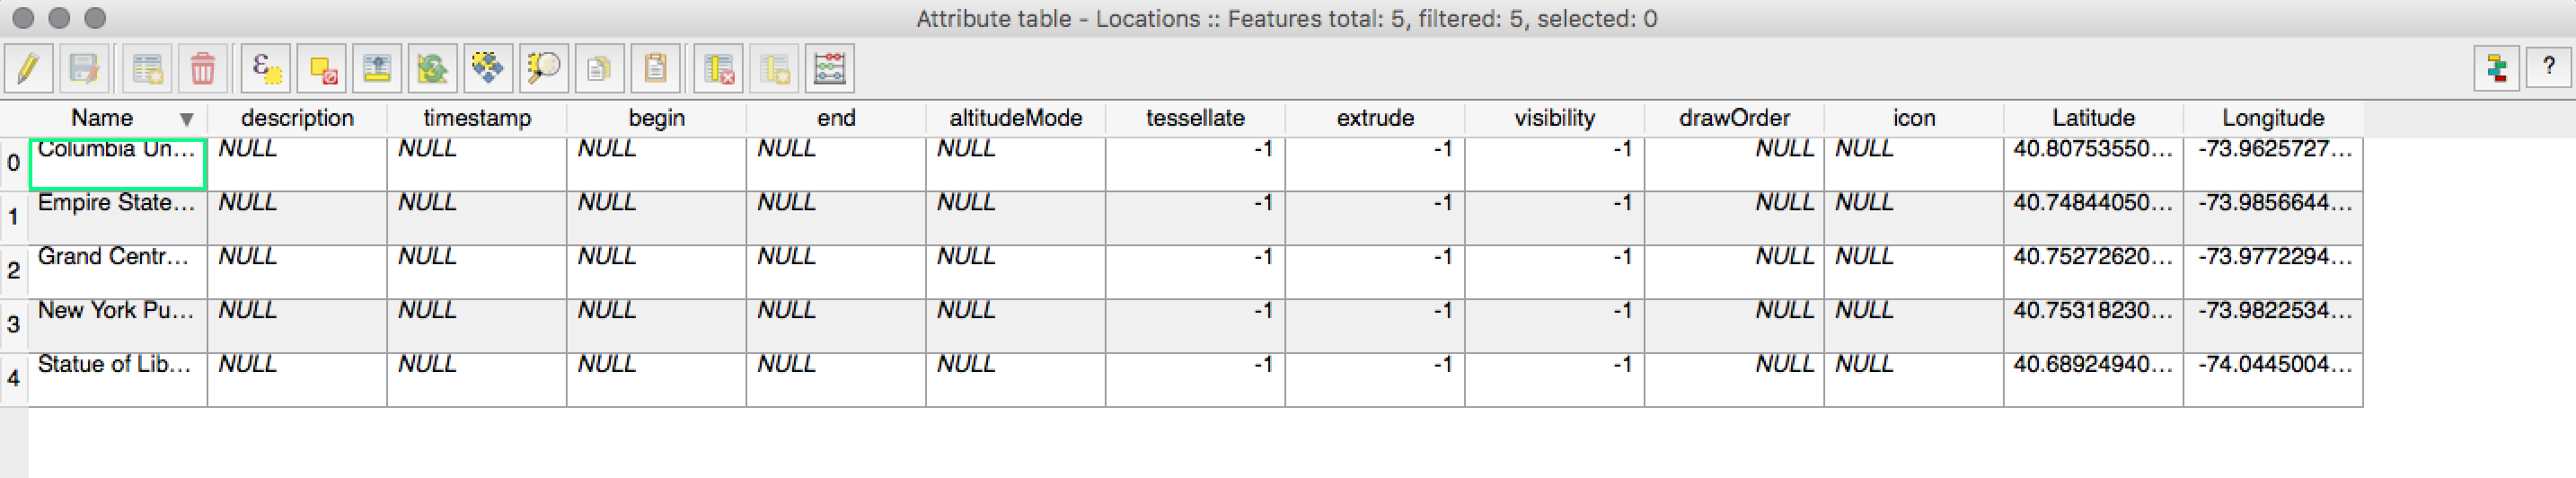 Attribute table - Locations :: Features total: 5, filtered: 5, selected: 0
ε ?
Name description timestamp begin end altitudeMode tessellate extrude visibility drawOrder icon Latitude Longitude
0 Columbia Un... NULL NULL NULL NULL NULL -1 -1 -1 NULL NULL 40.80753550... -73.9625727...
1 Empire State... NULL NULL NULL NULL NULL -1 -1 -1 NULL NULL 40.74844050... -73.9856644...
2 Grand Centr... NULL NULL NULL NULL NULL -1 -1 -1 NULL NULL 40.75272620... -73.9772294...
3 New York Pu... NULL NULL NULL NULL NULL -1 -1 -1 NULL NULL 40.75318230... -73.9822534...
4 Statue of Lib... NULL NULL NULL NULL NULL -1 -1 -1 NULL NULL 40.68924940... -74.0445004...